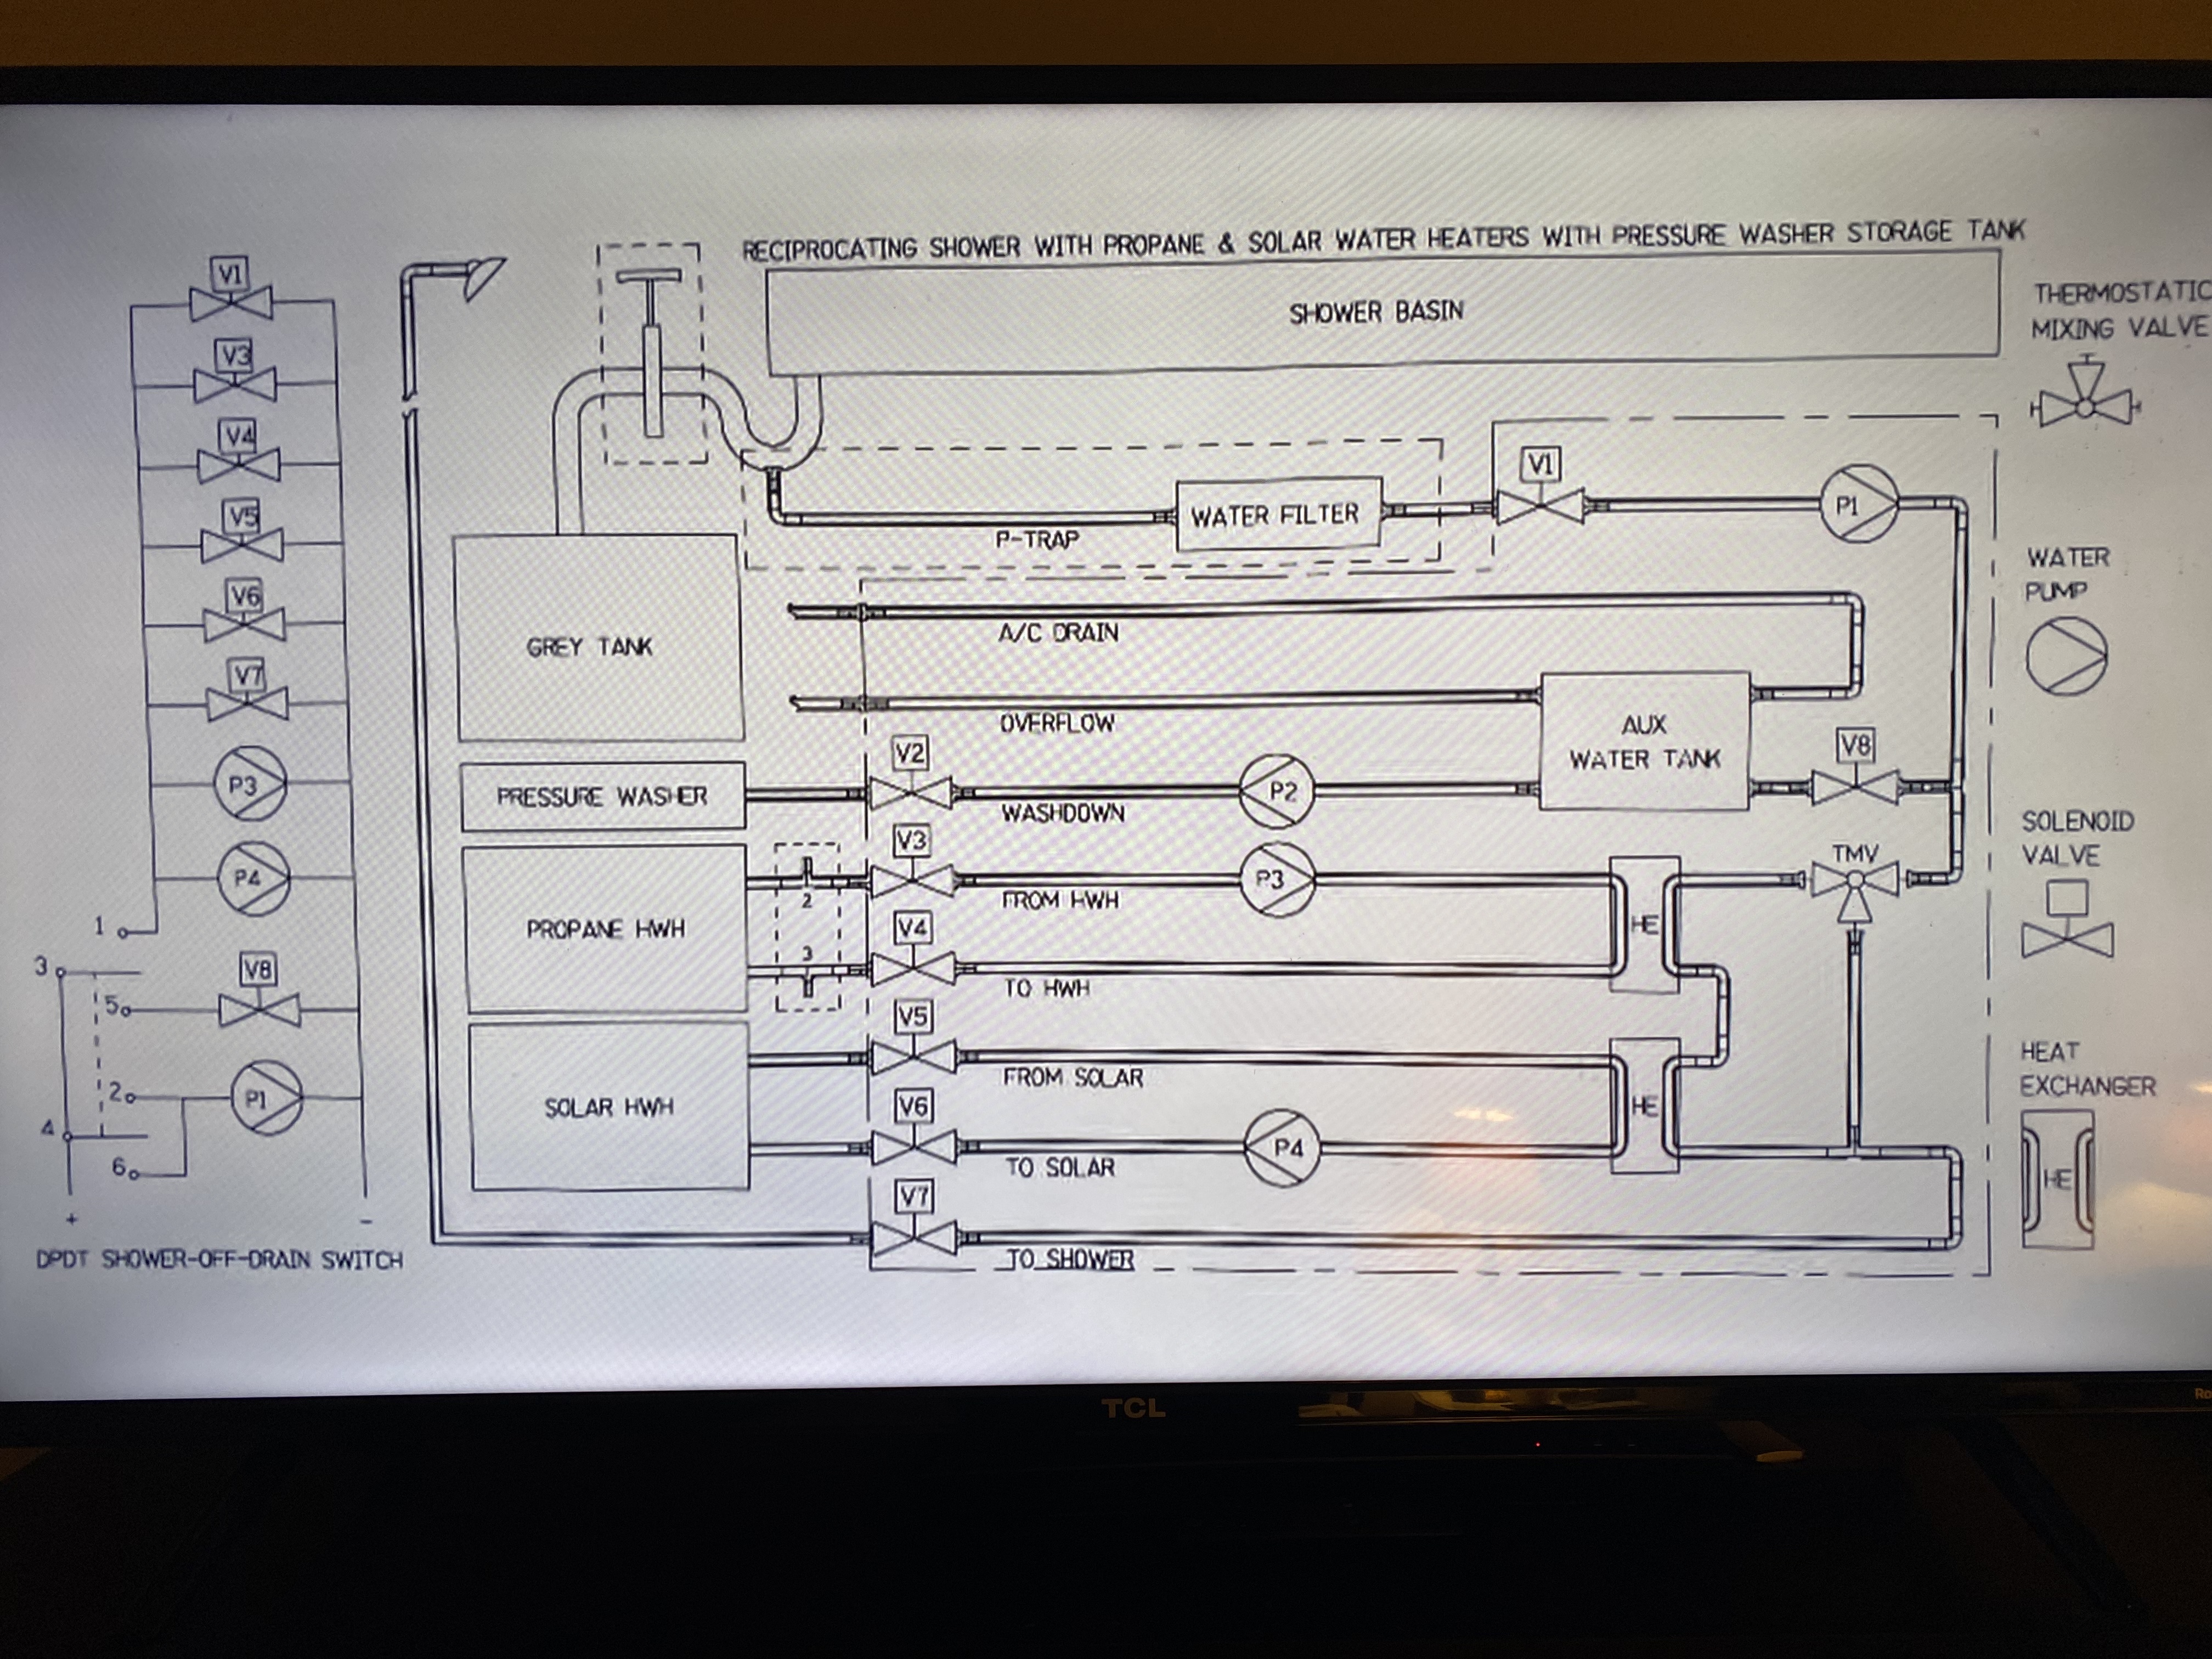 RECIPROCATING SHOWER WITH PROPANE & SOLAR WATER HEATERS WITH PRESSURE WASHER STORAGE TANK
V1
V3
V4
V5
V6
V7
P3
P4
1
3
5
V8
2
P1
4
6
+
-
DPDT SHOWER-OFF-DRAIN SWITCH
SHOWER BASIN
WATER FILTER
P-TRAP
V1
P1
GREY TANK
A/C DRAIN
OVERFLOW
AUX
WATER TANK
V8
PRESSURE WASHER
V2
WASHDOWN
P2
PROPANE HWH
2
3
V3
FROM HWH
P3
HE
TMV
V4
TO HWH
SOLAR HWH
V5
FROM SOLAR
HE
V6
TO SOLAR
P4
V7
TO SHOWER
THERMOSTATIC
MIXING VALVE
WATER
PUMP
SOLENOID
VALVE
HEAT
EXCHANGER
HE
TCL
Ro